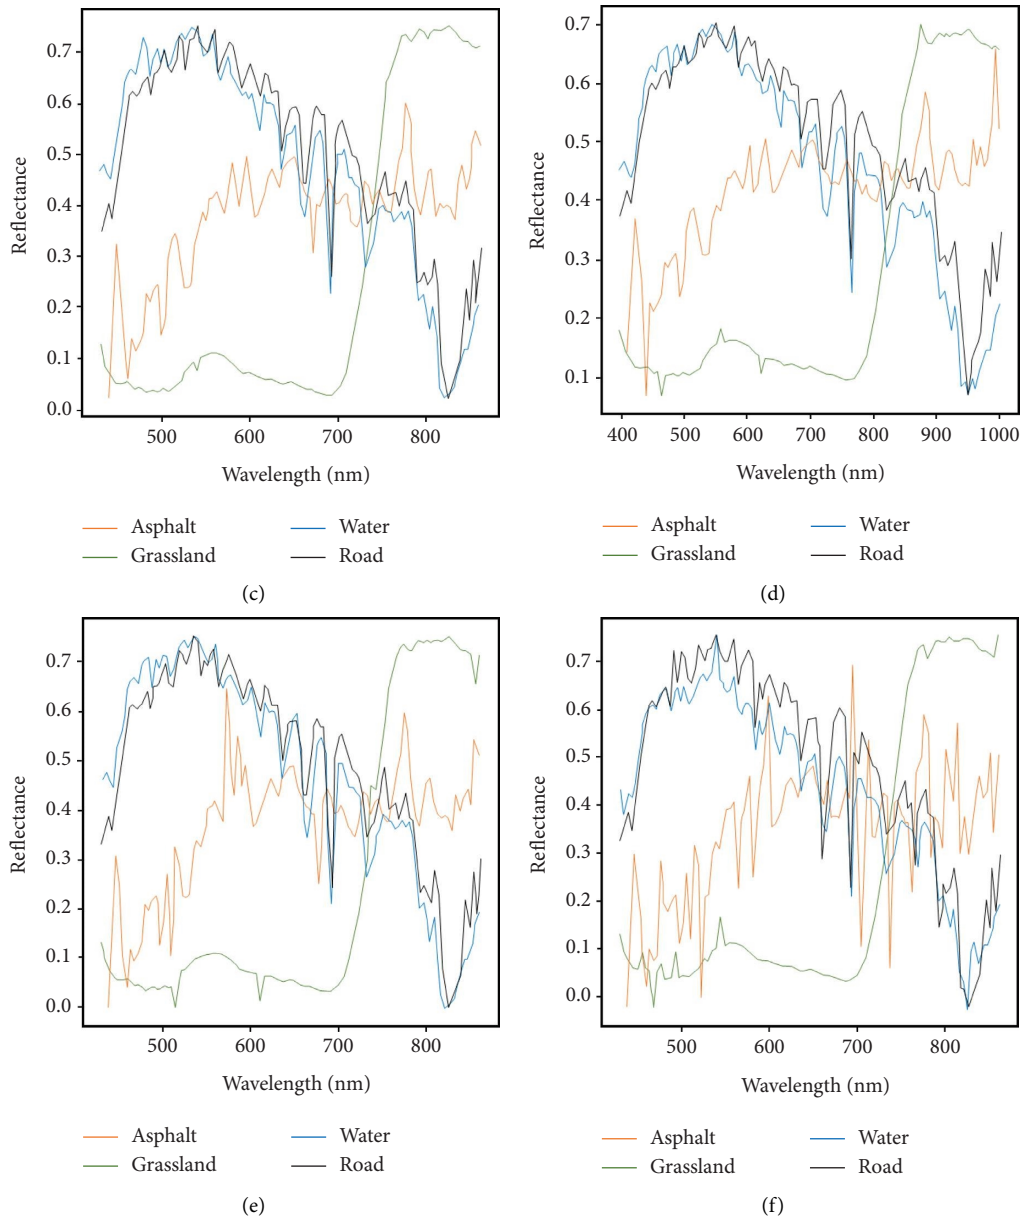 0.7
0.6
0.5
0.4
0.3
0.2
0.1
0.0
Reflectance
500 600 700 800
Wavelength (nm)
Asphalt Water
Grassland Road
(c)
0.7
0.6
0.5
0.4
0.3
0.2
0.1
Reflectance
400 500 600 700 800 900 1000
Wavelength (nm)
Asphalt Water
Grassland Road
(d)
0.7
0.6
0.5
0.4
0.3
0.2
0.1
0.0
Reflectance
500 600 700 800
Wavelength (nm)
Asphalt Water
Grassland Road
(e)
0.7
0.6
0.5
0.4
0.3
0.2
0.1
0.0
Reflectance
500 600 700 800
Wavelength (nm)
Asphalt Water
Grassland Road
(f)